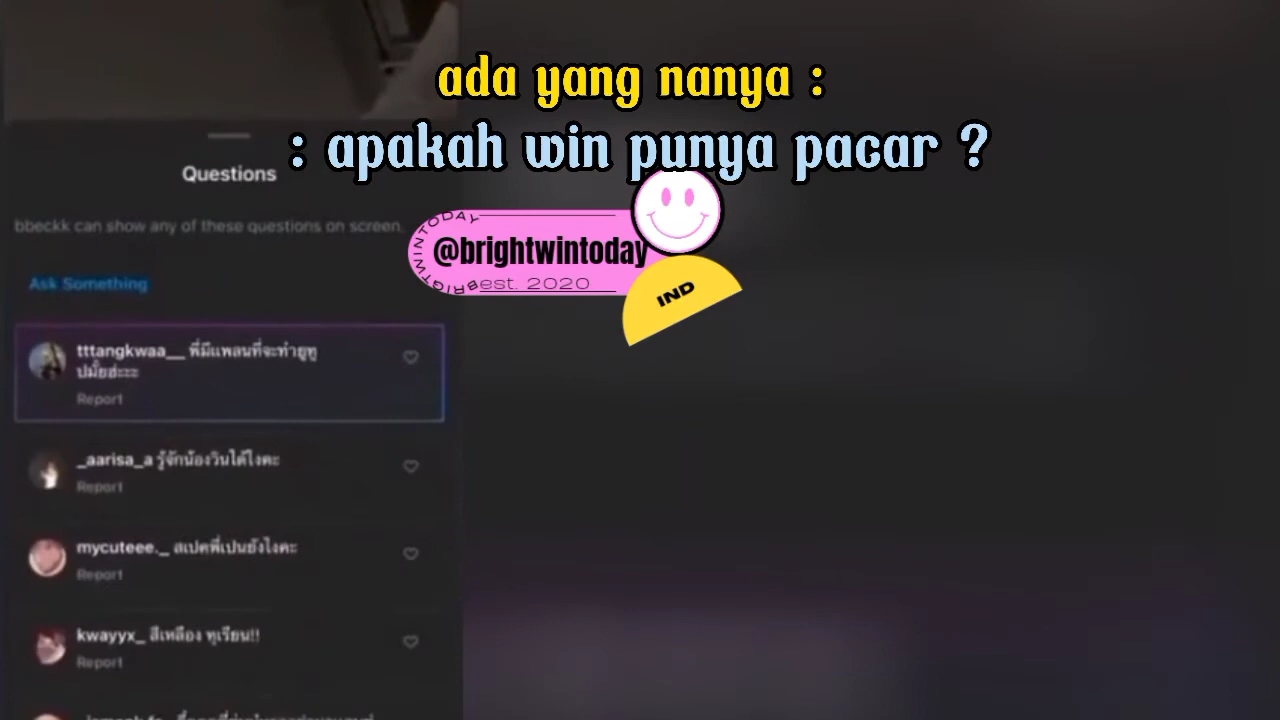 ada yang nanya :
: apakah win punya pacar ?
Questions
bbeckk can show any of these questions on screen.
BRIGTWINTODAY
@brightwintoday
est. 2020
IND
Ask Something
tttangkwaa__ พี่มีแพลนที่จะทำยูทู
ปมั้ยฮะะะ
Report
_aarisa_a รู้จักน้องวินได้ไงคะ
Report
mycuteee._ สเปคพี่เปนยังไงคะ
Report
kwayyx_ สีเหลือง ทุเรียน!!
Report